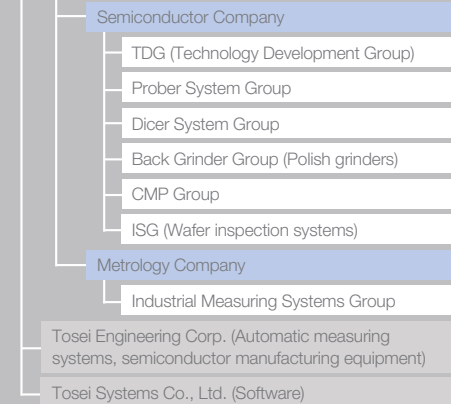 Semiconductor Company
TDG (Technology Development Group)
Prober System Group
Dicer System Group
Back Grinder Group (Polish grinders)
CMP Group
ISG (Wafer inspection systems)
Metrology Company
Industrial Measuring Systems Group
Tosei Engineering Corp. (Automatic measuring
systems, semiconductor manufacturing equipment)
Tosei Systems Co., Ltd. (Software)